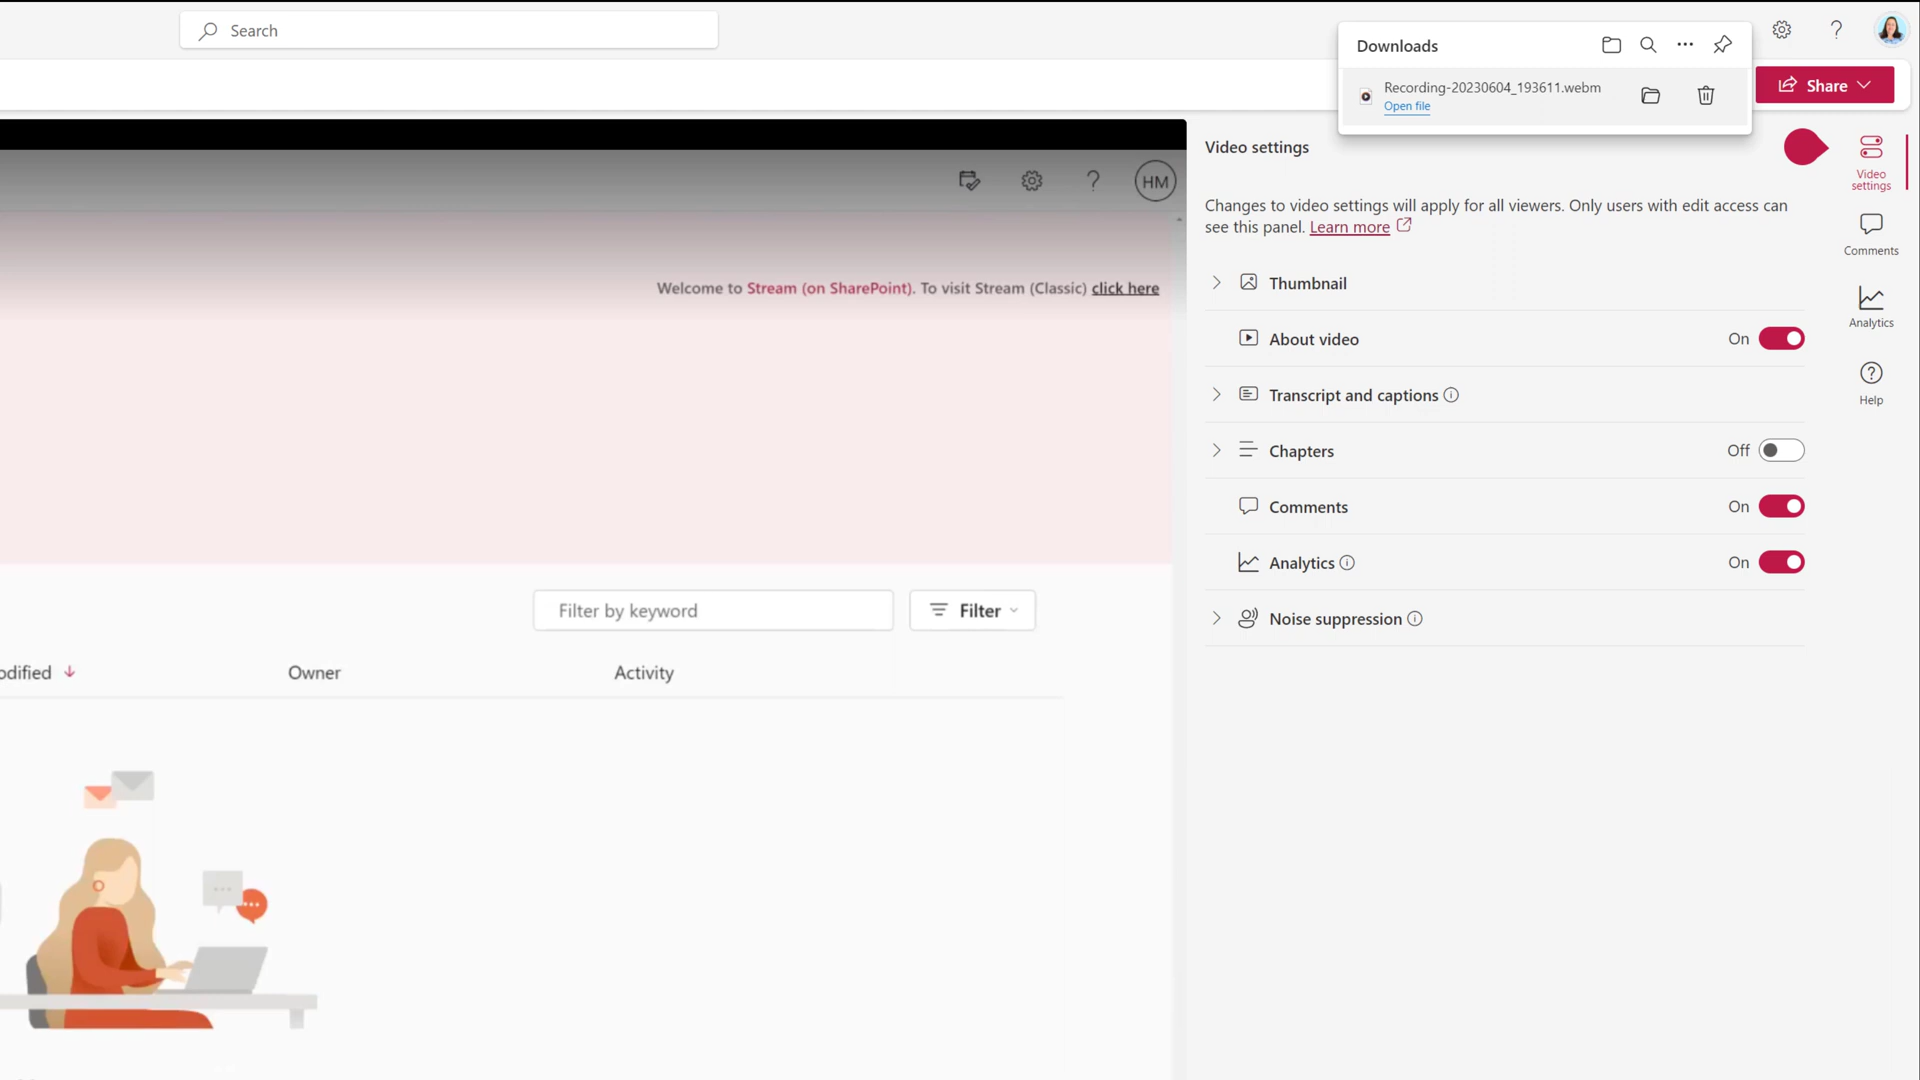 Search
Downloads
Recording-20230604_193611.webm
Open file
Share
HM
Welcome to Stream (on SharePoint). To visit Stream (Classic) click here
Filter by keyword
Filter
odified
Owner
Activity
Video settings
Changes to video settings will apply for all viewers. Only users with edit access can
see this panel. Learn more
Thumbnail
About video On
Transcript and captions
Chapters Off
Comments On
Analytics On
Noise suppression
Video
settings
Comments
Analytics
Help